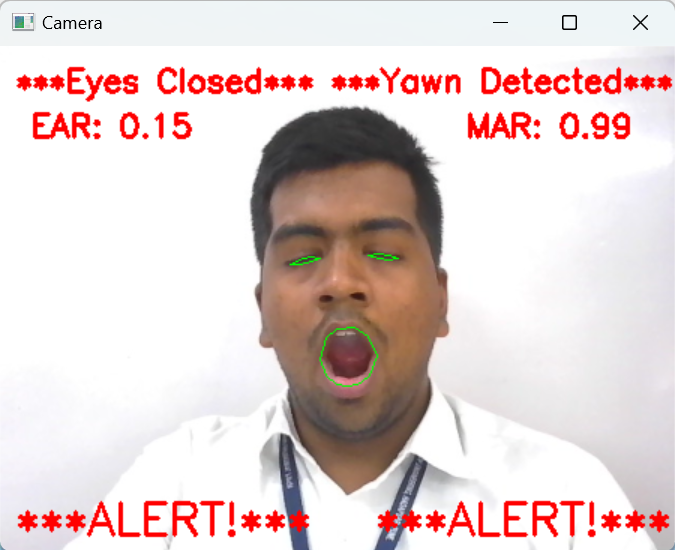 Camera
***Eyes Closed*** ***Yawn Detected***
EAR: 0.15 MAR: 0.99
***ALERT!*** ***ALERT!***